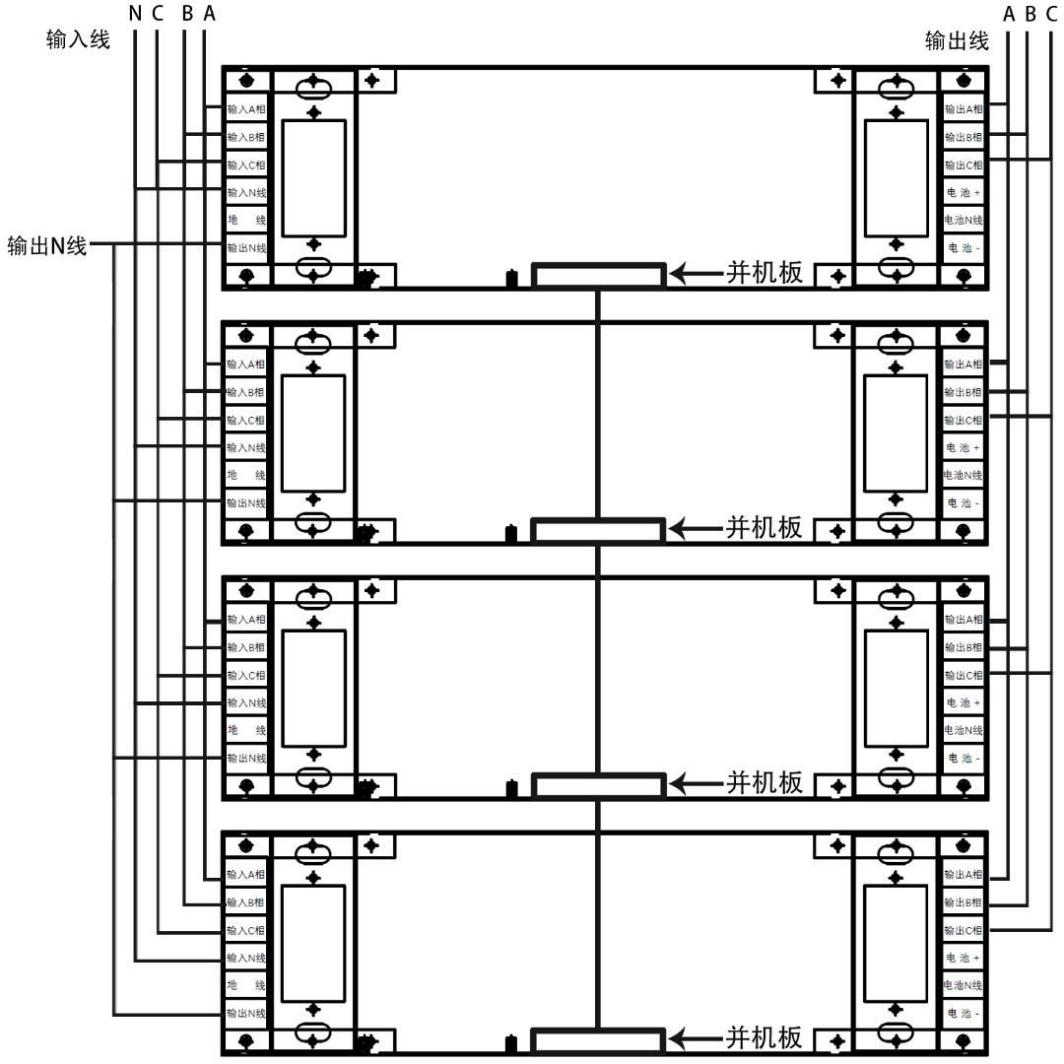 N C B A
A B C
输入线
输出线
输入A相
输入B相
输入C相
输入N线
地 线
输出N线
输出N线
输出A相
输出B相
输出C相
电 池 +
电池N线
电 池 -
并机板
输入A相
输入B相
输入C相
输入N线
地 线
输出N线
输出A相
输出B相
输出C相
电 池 +
电池N线
电 池 -
并机板
输入A相
输入B相
输入C相
输入N线
地 线
输出N线
输出A相
输出B相
输出C相
电 池 +
电池N线
电 池 -
并机板
输入A相
输入B相
输入C相
输入N线
地 线
输出N线
输出A相
输出B相
输出C相
电 池 +
电池N线
电 池 -
并机板